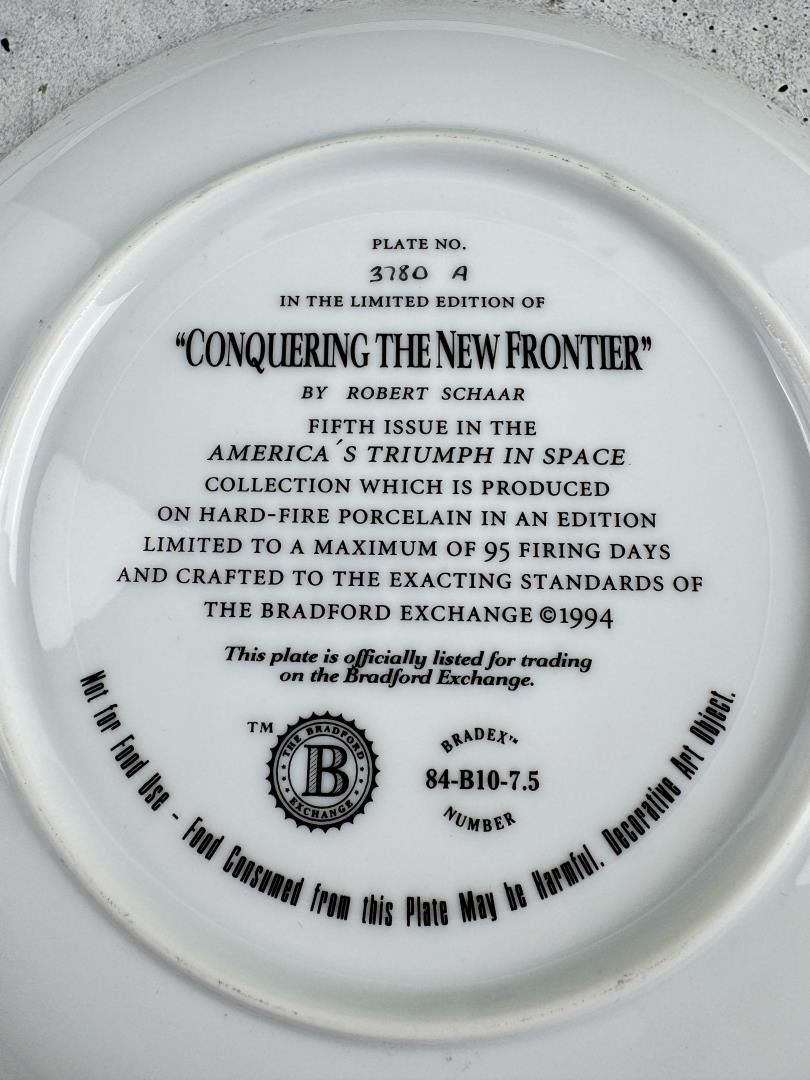 PLATE NO.
3780 A
IN THE LIMITED EDITION OF
“CONQUERING THE NEW FRONTIER”
BY ROBERT SCHAAR
FIFTH ISSUE IN THE
AMERICA´S TRIUMPH IN SPACE
COLLECTION WHICH IS PRODUCED
ON HARD-FIRE PORCELAIN IN AN EDITION
LIMITED TO A MAXIMUM OF 95 FIRING DAYS
AND CRAFTED TO THE EXACTING STANDARDS OF
THE BRADFORD EXCHANGE ©1994
This plate is officially listed for trading
on the Bradford Exchange.
TM
THE BRADFORD
B
EXCHANGE
BRADEX™
84-B10-7.5
NUMBER
Not for Food Use - Food Consumed from this Plate May be Harmful. Decorative Art Object.